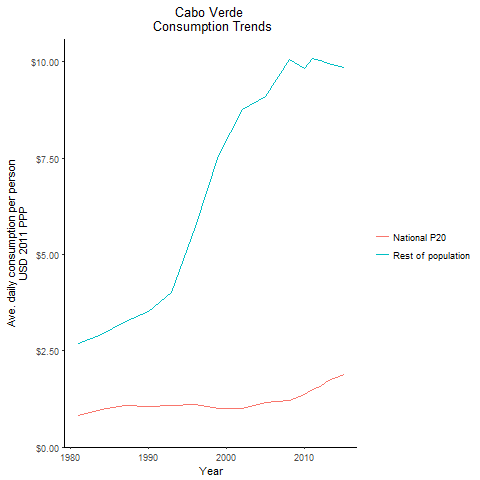 Cabo Verde
Consumption Trends
$10.00
$7.50
$5.00
$2.50
$0.00
Ave. daily consumption per person
USD 2011 PPP
1980
1990
2000
2010
Year
National P20
Rest of population